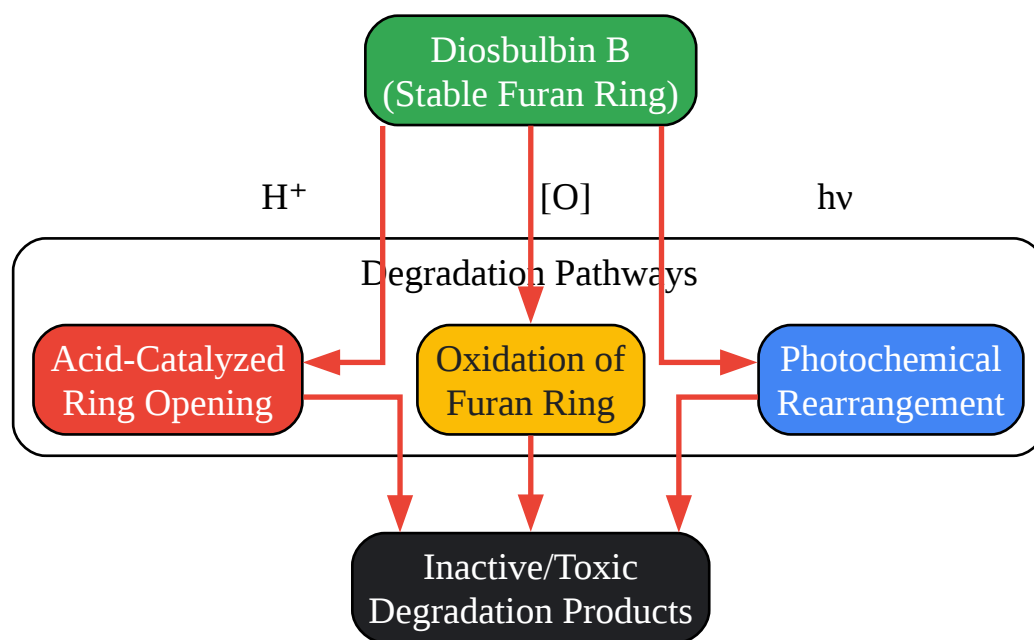 Diosbulbin B
(Stable Furan Ring)
H⁺
[O]
hν
Degradation Pathways
Acid-Catalyzed
Ring Opening
Oxidation of
Furan Ring
Photochemical
Rearrangement
Inactive/Toxic
Degradation Products